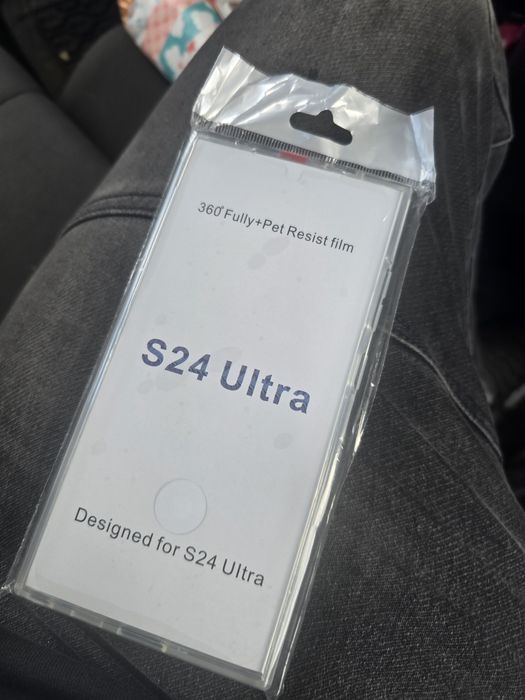 360°Fully+Pet Resist film
S24 Ultra
Designed for S24 Ultra